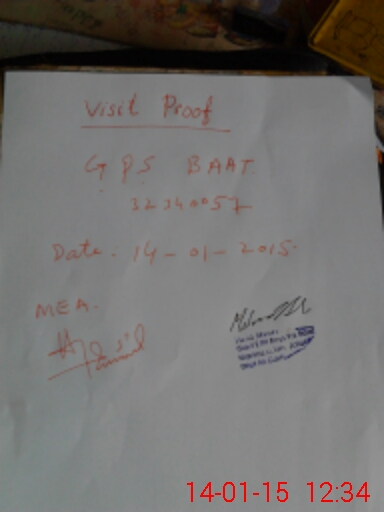 Visit Proof
GPS BAAT
32340057
Date: 14-01-2015.
MEA.
14-01-15 12:34